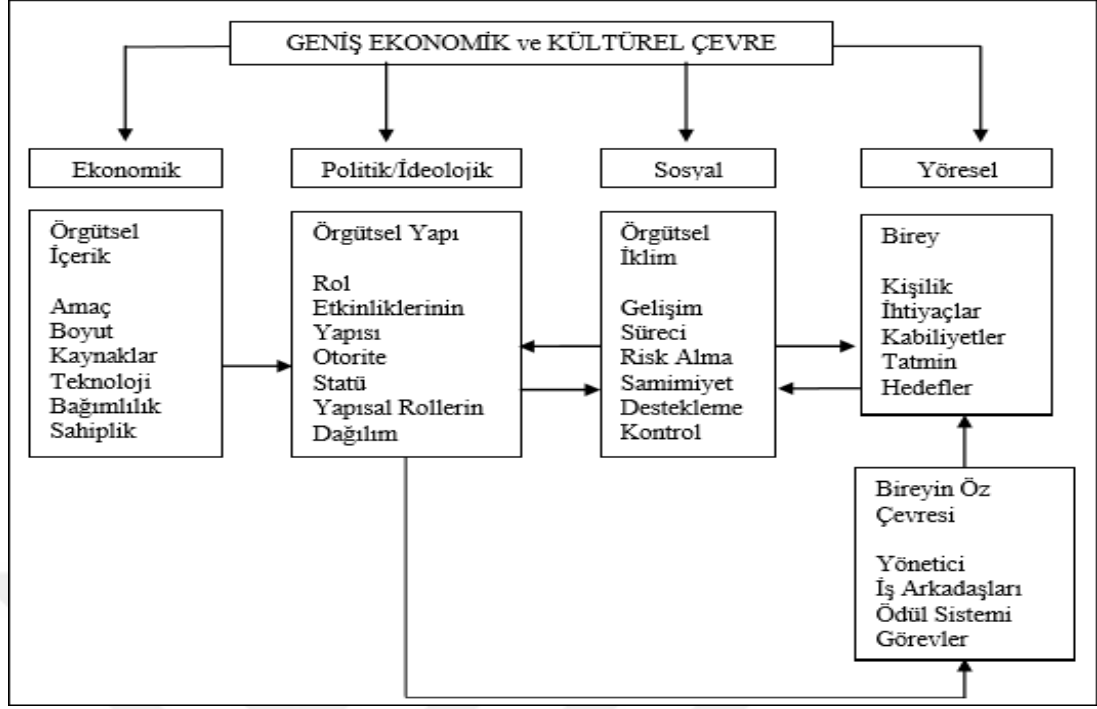 GENİŞ EKONOMİK ve KÜLTÜREL ÇEVRE
Ekonomik
Politik/İdeolojik
Sosyal
Yöresel
Örgütsel
İçerik
Amaç
Boyut
Kaynaklar
Teknoloji
Bağımlılık
Sahiplik
Örgütsel Yapı
Rol
Etkinliklerinin
Yapısı
Otorite
Statü
Yapısal Rollerin
Dağılım
Örgütsel
İklim
Gelişim
Süreci
Risk Alma
Samimiyet
Destekleme
Kontrol
Birey
Kişilik
İhtiyaçlar
Kabiliyetler
Tatmin
Hedefler
Bireyin Öz
Çevresi
Yönetici
İş Arkadaşları
Ödül Sistemi
Görevler